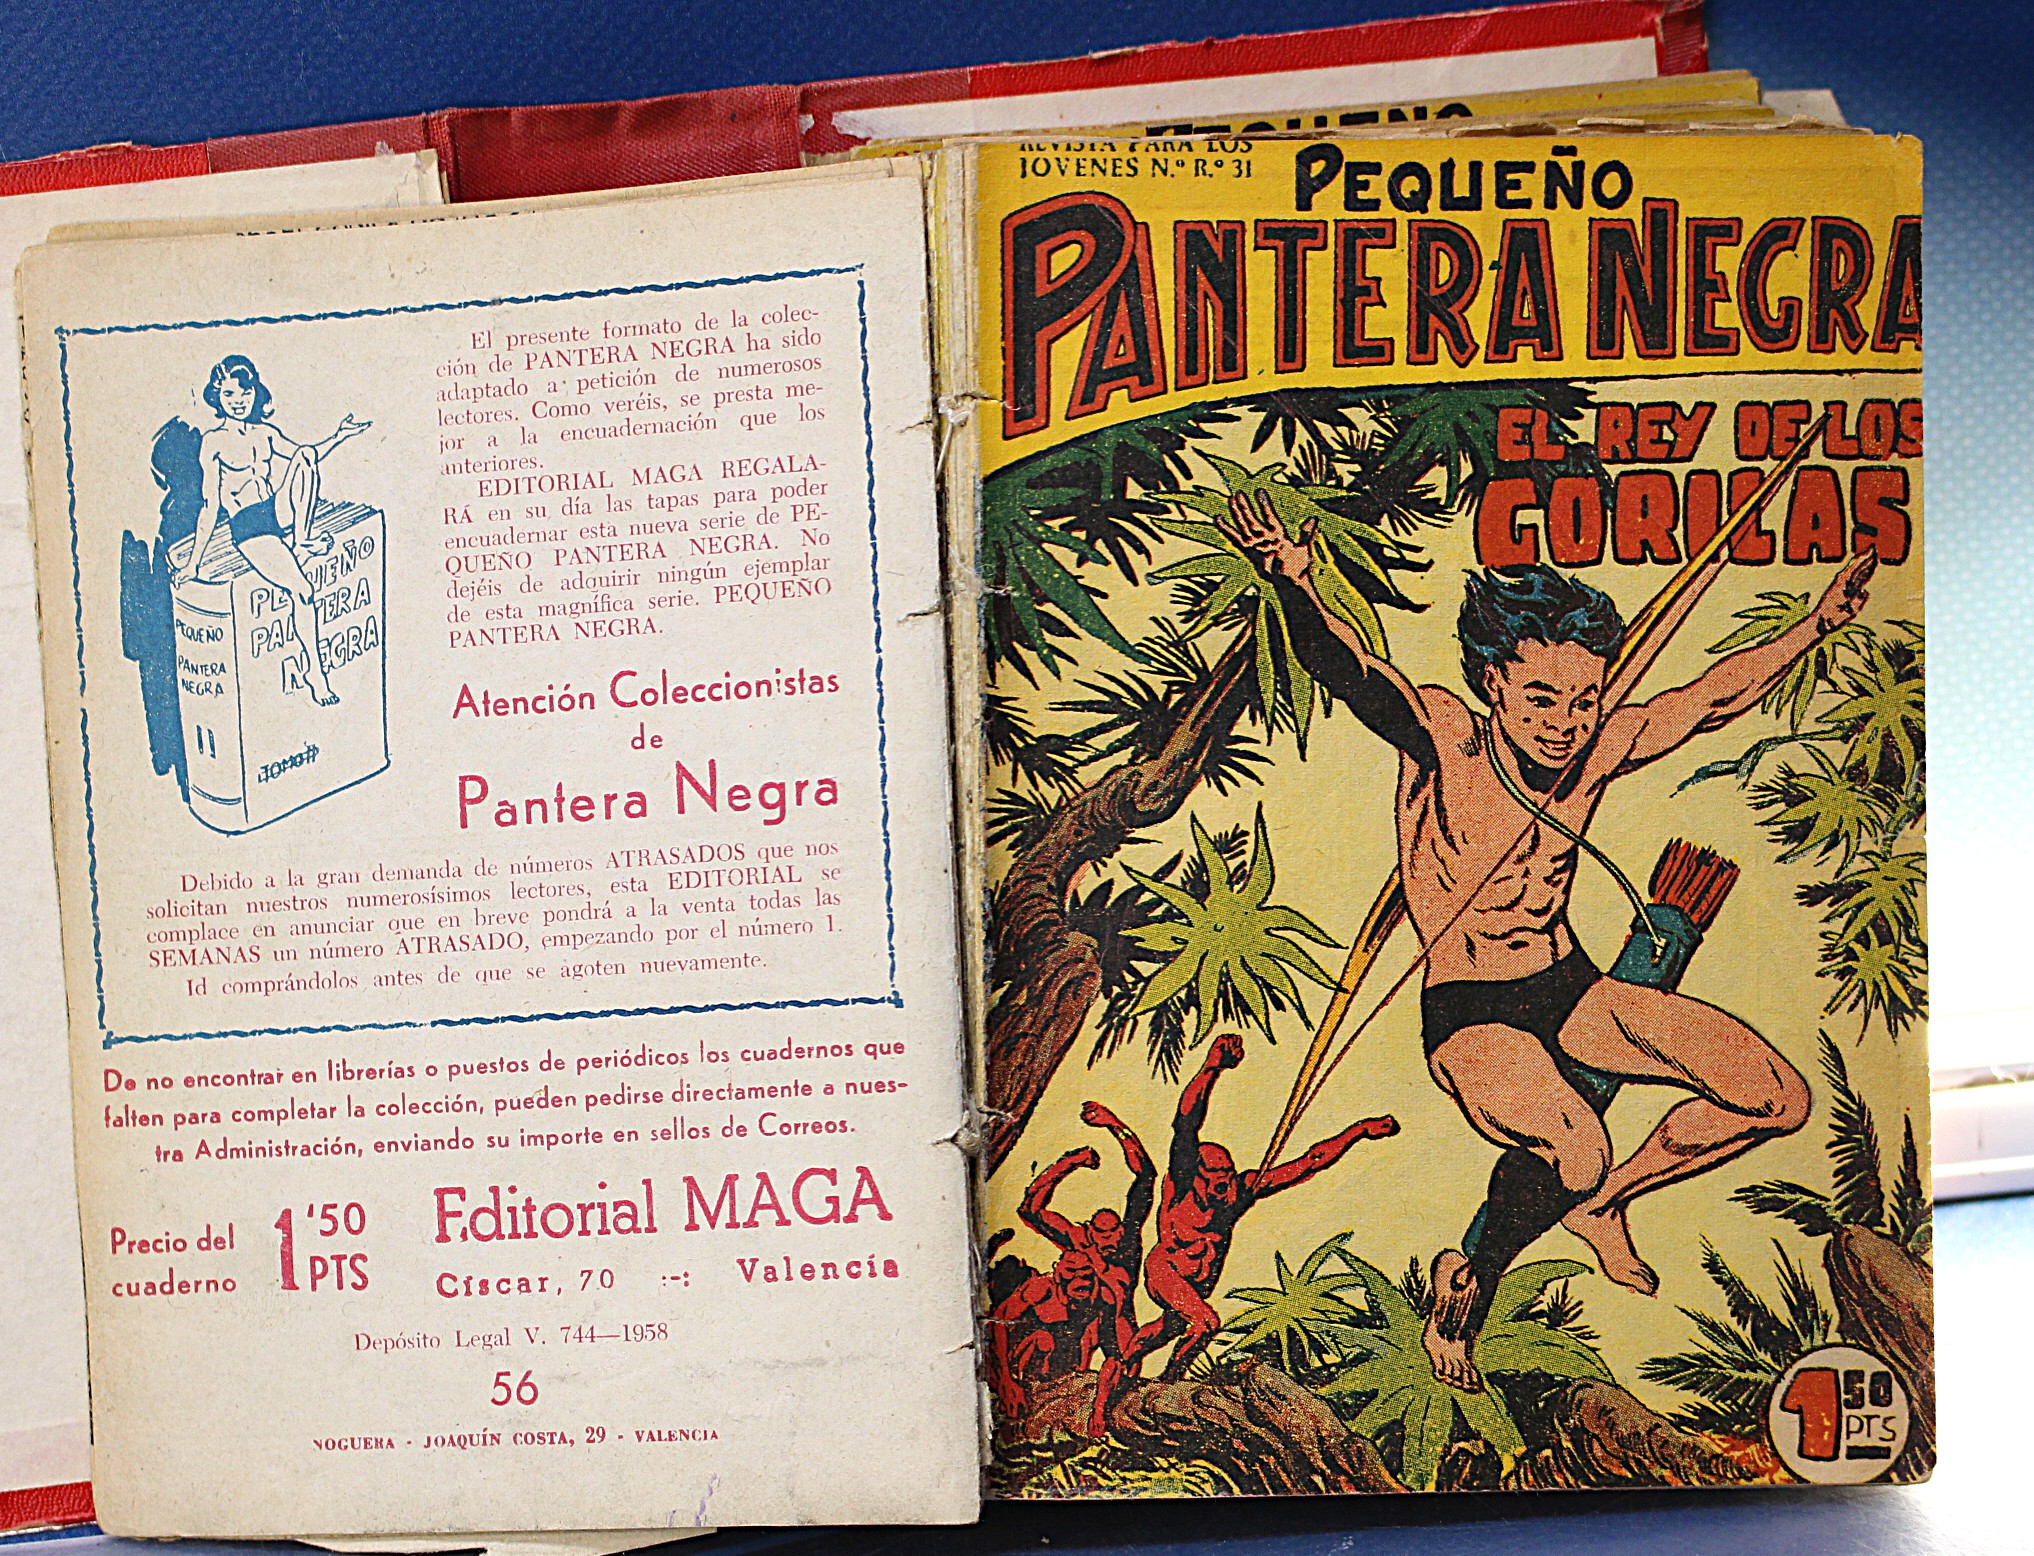 El presente formato de la colec-
ción de PANTERA NEGRA ha sido
adaptado a petición de numerosos
lectores. Como veréis, se presta me-
jor a la encuadernación que los
anteriores.
EDITORIAL MAGA REGALA-
RÁ en su día las tapas para poder
encuadernar esta nueva serie de PE-
QUEÑO PANTERA NEGRA. No
dejéis de adquirir ningún ejemplar
de esta magnífica serie. PEQUEÑO
PANTERA NEGRA.
PEQUEÑO
PANTERA
NEGRA
II
TOMO II
Atención Coleccionistas
de
Pantera Negra
Debido a la gran demanda de números ATRASADOS que nos
solicitan nuestros numerosísimos lectores, esta EDITORIAL se
complace en anunciar que en breve pondrá a la venta todas las
SEMANAS un número ATRASADO, empezando por el número 1.
Id comprándolos antes de que se agoten nuevamente.
De no encontrar en librerías o puestos de periódicos los cuadernos que
falten para completar la colección, pueden pedirse directamente a nues-
tra Administración, enviando su importe en sellos de Correos.
Precio del
cuaderno
1'50
PTS
Editorial MAGA
Císcar, 70 :-: Valencia
Depósito Legal V. 744—1958
56
NOGUERA - JOAQUÍN COSTA, 29 - VALENCIA
REVISTA PARA LOS
JOVENES N.º R.º 31
PEQUEÑO
PANTERA NEGRA
EL REY DE LOS
GORILAS
1 50
PTS